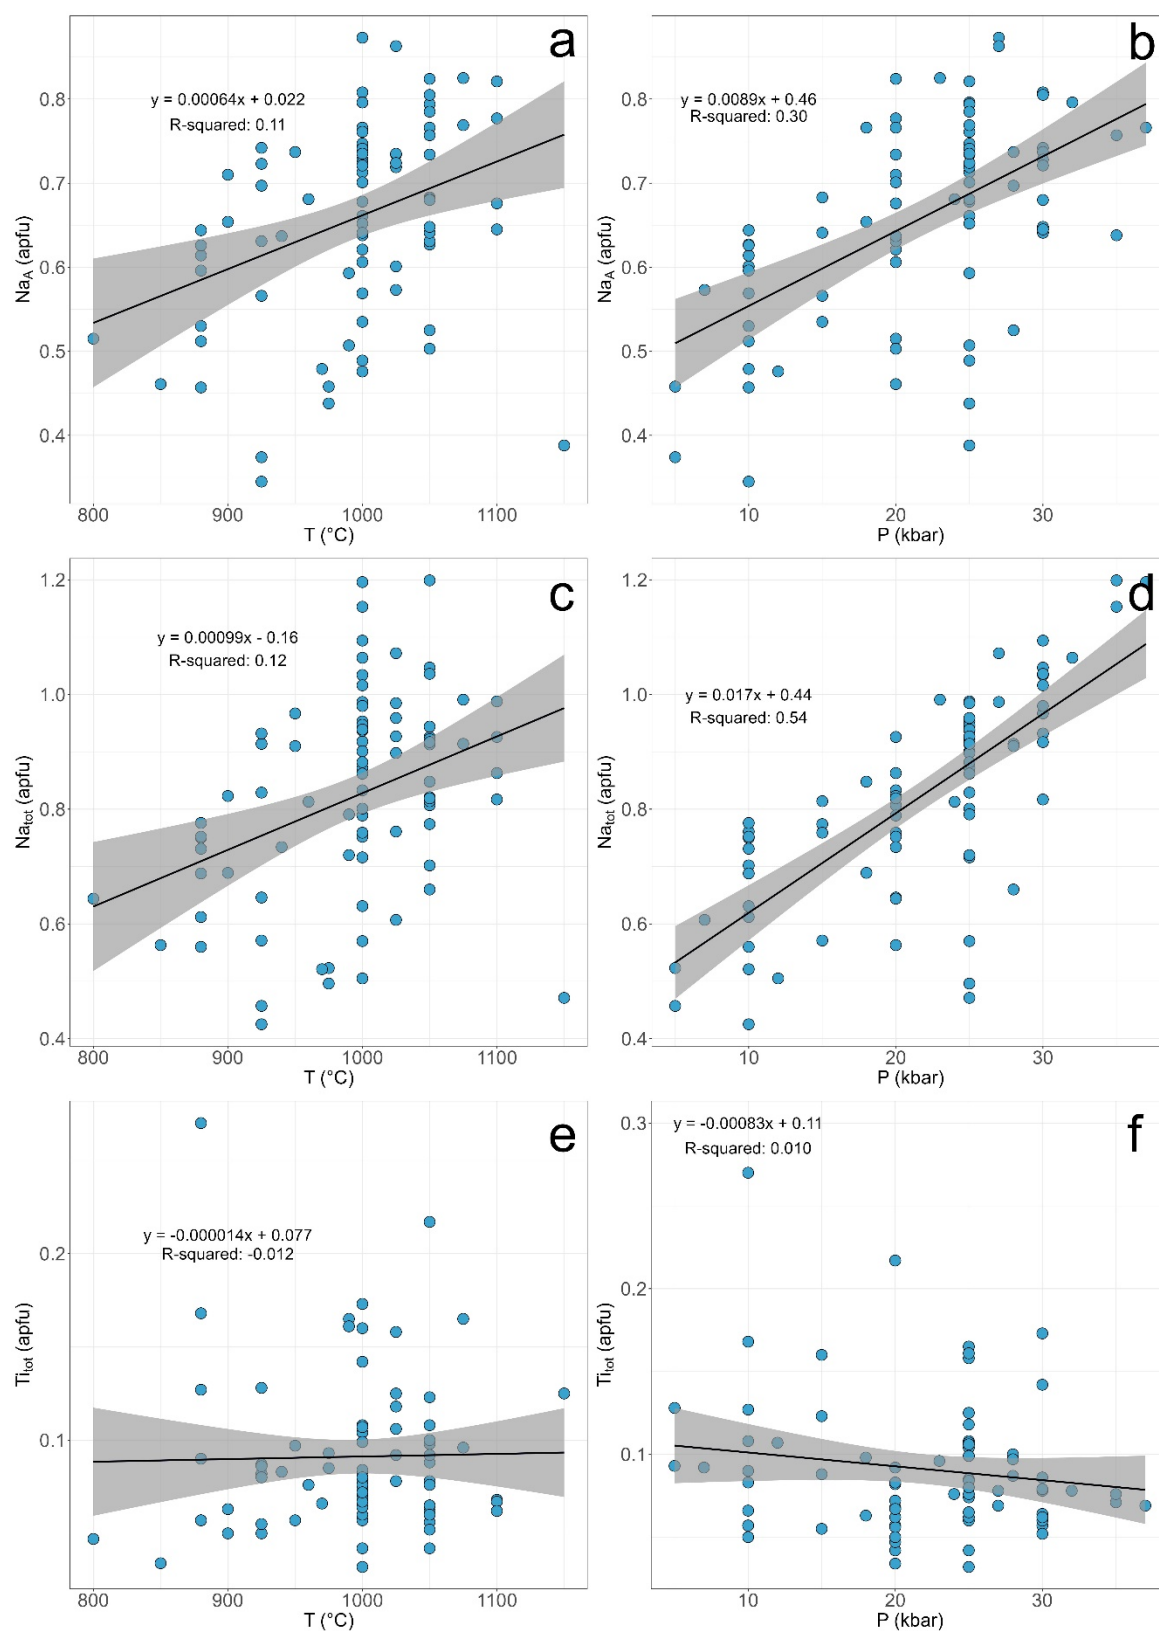 a
y = 0.00064x + 0.022
R-squared: 0.11
0.8
0.7
0.6
0.5
0.4
Na_A (apfu)
800
900
1000
1100
T (°C)
b
y = 0.0089x + 0.46
R-squared: 0.30
0.8
0.7
0.6
0.5
0.4
Na_A (apfu)
10
20
30
P (kbar)
c
y = 0.00099x - 0.16
R-squared: 0.12
1.2
1.0
0.8
0.6
0.4
Na_tot (apfu)
800
900
1000
1100
T (°C)
d
y = 0.017x + 0.44
R-squared: 0.54
1.2
1.0
0.8
0.6
0.4
Na_tot (apfu)
10
20
30
P (kbar)
e
y = -0.000014x + 0.077
R-squared: -0.012
0.2
0.1
Ti_tot (apfu)
800
900
1000
1100
T (°C)
f
y = -0.00083x + 0.11
R-squared: 0.010
0.3
0.2
0.1
Ti_tot (apfu)
10
20
30
P (kbar)